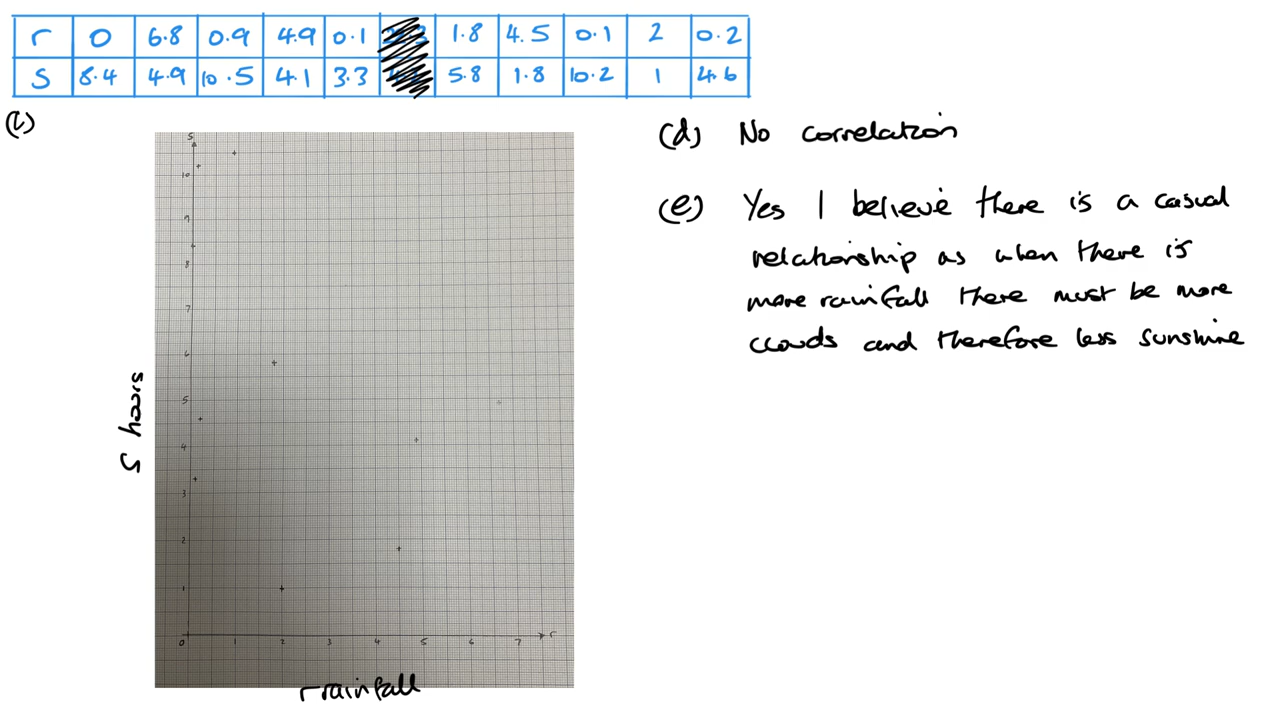 r 0 6.8 0.9 4.9 0.1 1.8 4.5 0.1 2 0.2
S 8.4 4.9 10.5 4.1 3.3 5.8 1.8 10.2 1 4.6
(c)
(d) No correlation
(e) Yes I believe there is a casual
relationship as when there is
more rainfall there must be more
clouds and therefore less sunshine
S
10
9
8
7
6
5
4
3
2
1
0 1 2 3 4 5 6 7 r
S hours
r rainfall